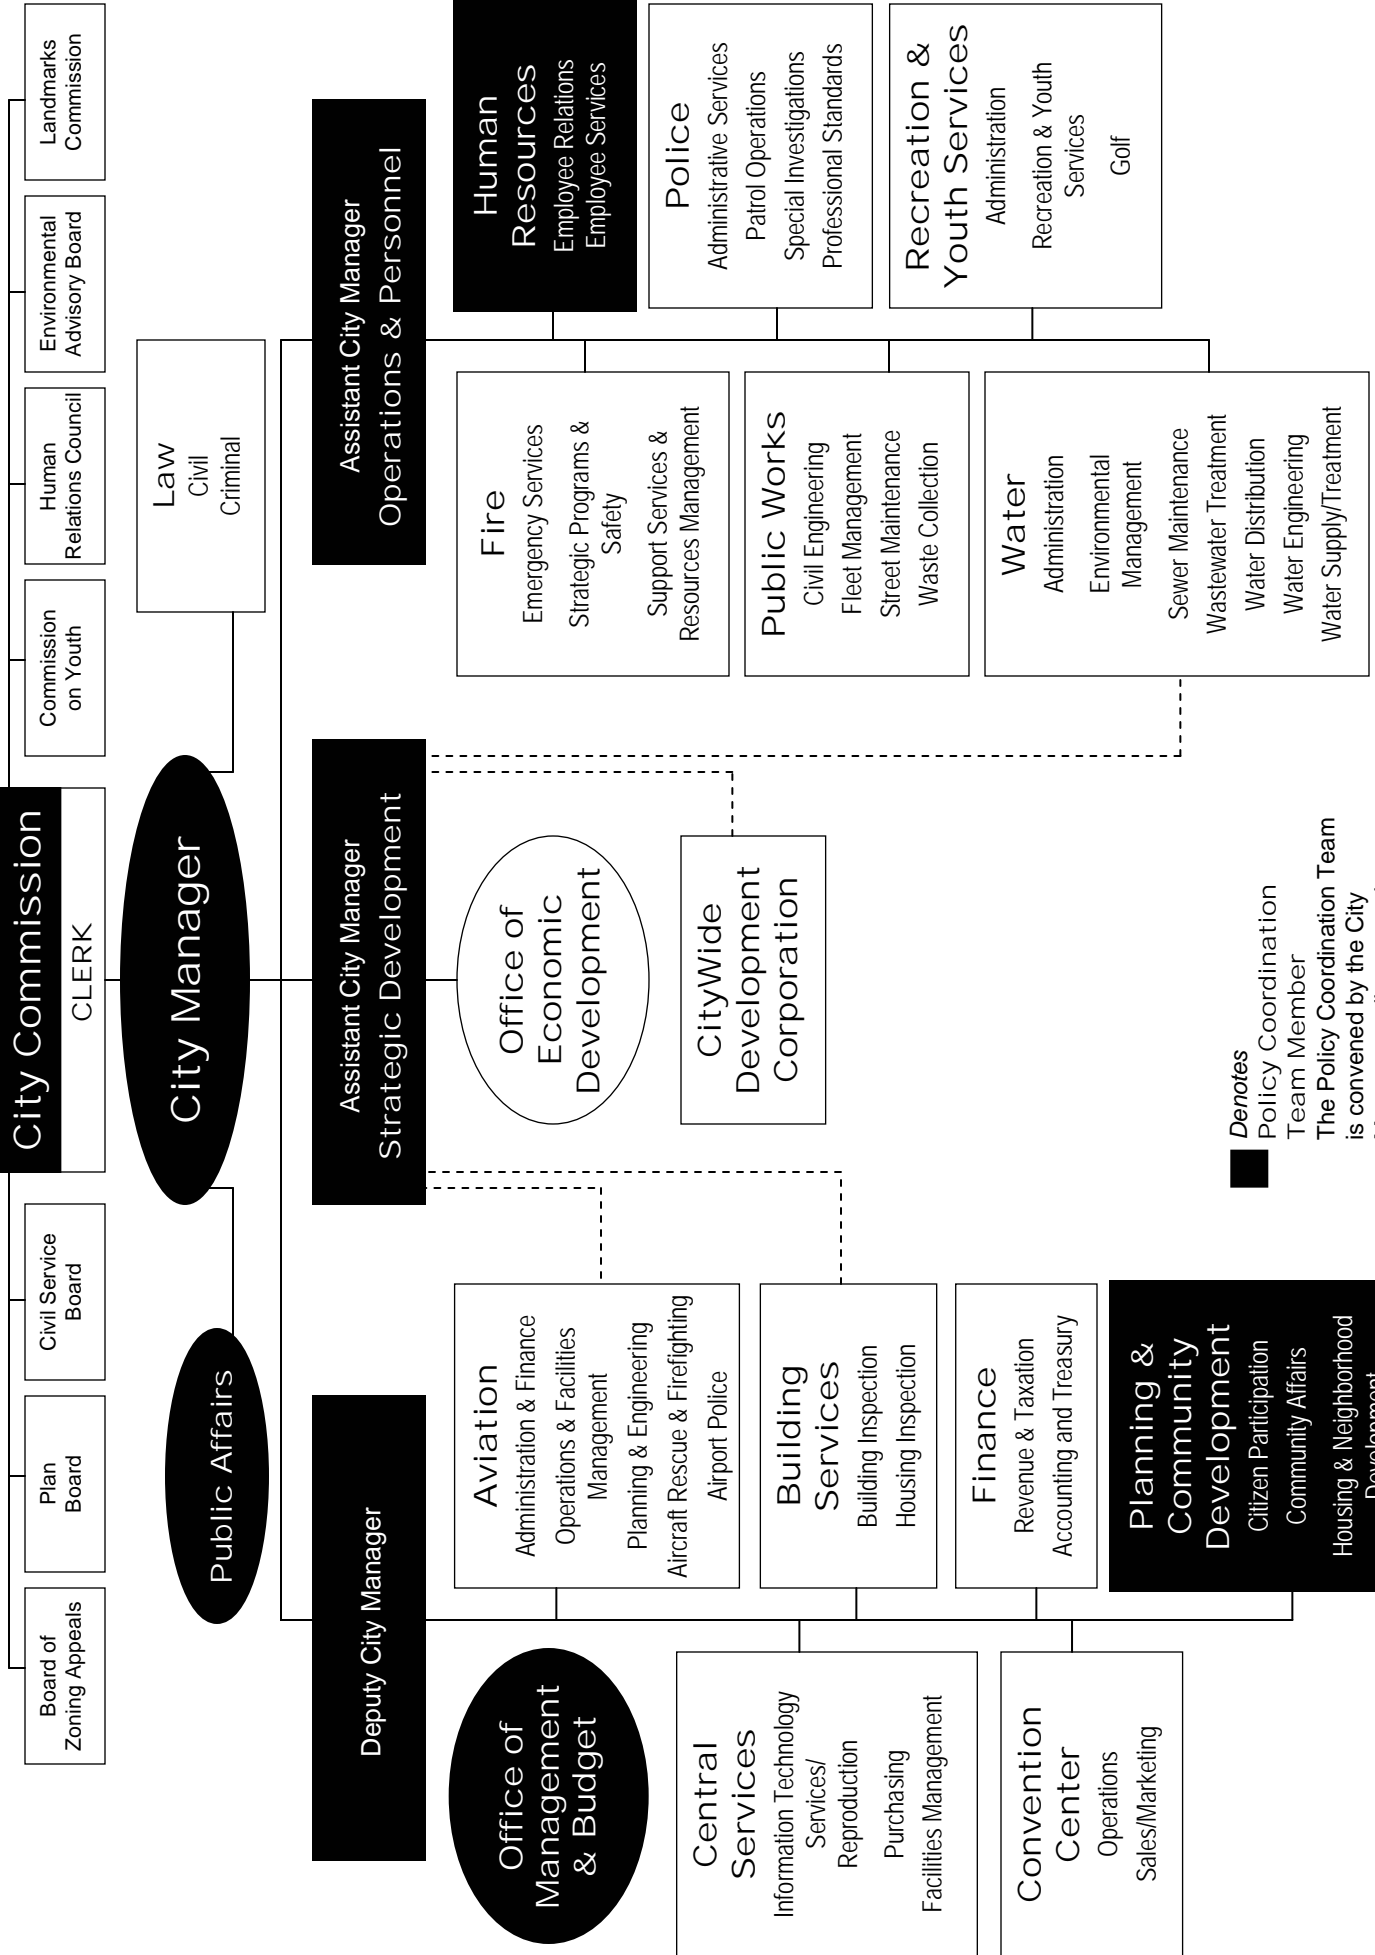 City Commission
CLERK
Board of
Zoning Appeals
Plan
Board
Civil Service
Board
Commission
on Youth
Human
Relations Council
Environmental
Advisory Board
Landmarks
Commission
City Manager
Public Affairs
Law
Civil
Criminal
Deputy City Manager
Assistant City Manager
Strategic Development
Assistant City Manager
Operations & Personnel
Office of
Management
& Budget
Central
Services
Information Technology
Services/
Reproduction
Purchasing
Facilities Management
Convention
Center
Operations
Sales/Marketing
Aviation
Administration & Finance
Operations & Facilities
Management
Planning & Engineering
Aircraft Rescue & Firefighting
Airport Police
Building
Services
Building Inspection
Housing Inspection
Finance
Revenue & Taxation
Accounting and Treasury
Planning &
Community
Development
Citizen Participation
Community Affairs
Housing & Neighborhood
Development
Office of
Economic
Development
CityWide
Development
Corporation
Denotes
Policy Coordination
Team Member
The Policy Coordination Team
is convened by the City
Fire
Emergency Services
Strategic Programs &
Safety
Support Services &
Resources Management
Public Works
Civil Engineering
Fleet Management
Street Maintenance
Waste Collection
Water
Administration
Environmental
Management
Sewer Maintenance
Wastewater Treatment
Water Distribution
Water Engineering
Water Supply/Treatment
Human
Resources
Employee Relations
Employee Services
Police
Administrative Services
Patrol Operations
Special Investigations
Professional Standards
Recreation &
Youth Services
Administration
Recreation & Youth
Services
Golf